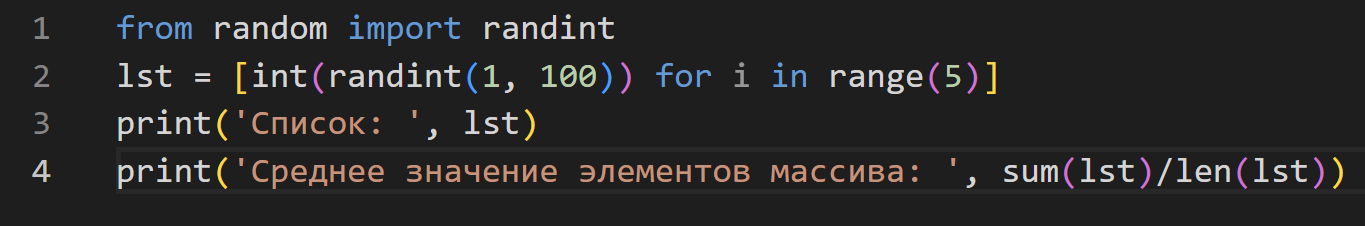 1 from random import randint
2 lst = [int(randint(1, 100)) for i in range(5)]
3 print('Список: ', lst)
4 print('Среднее значение элементов массива: ', sum(lst)/len(lst))